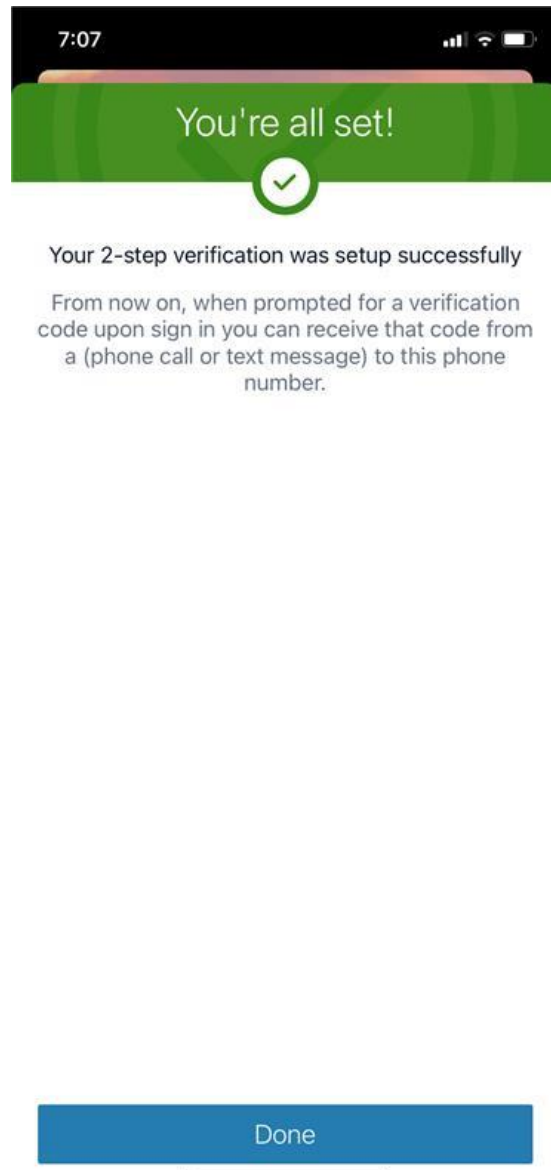 7:07
You're all set!
Your 2-step verification was setup successfully
From now on, when prompted for a verification
code upon sign in you can receive that code from
a (phone call or text message) to this phone
number.
Done